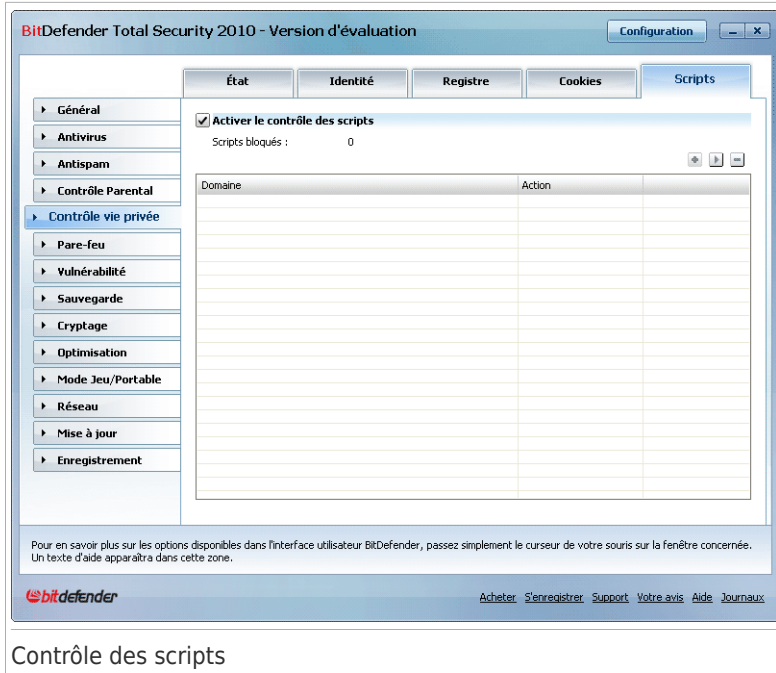 BitDefender Total Security 2010 - Version d'évaluation
Configuration
État Identité Registre Cookies Scripts
Général
Antivirus
Antispam
Contrôle Parental
Contrôle vie privée
Pare-feu
Vulnérabilité
Sauvegarde
Cryptage
Optimisation
Mode Jeu/Portable
Réseau
Mise à jour
Enregistrement
Activer le contrôle des scripts
Scripts bloqués : 0
Domaine Action
Pour en savoir plus sur les options disponibles dans l'interface utilisateur BitDefender, passez simplement le curseur de votre souris sur la fenêtre concernée.
Un texte d'aide apparaîtra dans cette zone.
bitdefender
Acheter S'enregistrer Support Votre avis Aide Journaux
Contrôle des scripts